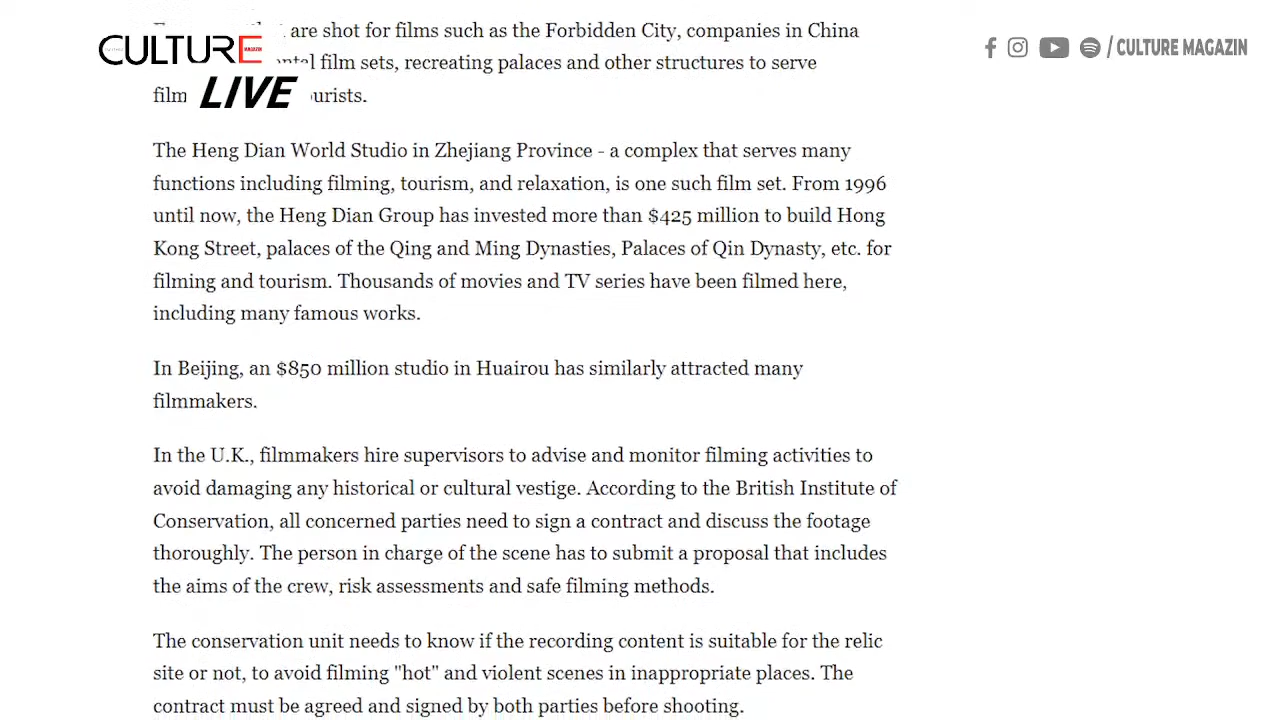 are shot for films such as the Forbidden City, companies in China
film sets, recreating palaces and other structures to serve
film
CULTURE
MAGAZIN
LIVE
/ CULTURE MAGAZIN
The Heng Dian World Studio in Zhejiang Province - a complex that serves many
functions including filming, tourism, and relaxation, is one such film set. From 1996
until now, the Heng Dian Group has invested more than $425 million to build Hong
Kong Street, palaces of the Qing and Ming Dynasties, Palaces of Qin Dynasty, etc. for
filming and tourism. Thousands of movies and TV series have been filmed here,
including many famous works.
In Beijing, an $850 million studio in Huairou has similarly attracted many
filmmakers.
In the U.K., filmmakers hire supervisors to advise and monitor filming activities to
avoid damaging any historical or cultural vestige. According to the British Institute of
Conservation, all concerned parties need to sign a contract and discuss the footage
thoroughly. The person in charge of the scene has to submit a proposal that includes
the aims of the crew, risk assessments and safe filming methods.
The conservation unit needs to know if the recording content is suitable for the relic
site or not, to avoid filming "hot" and violent scenes in inappropriate places. The
contract must be agreed and signed by both parties before shooting.